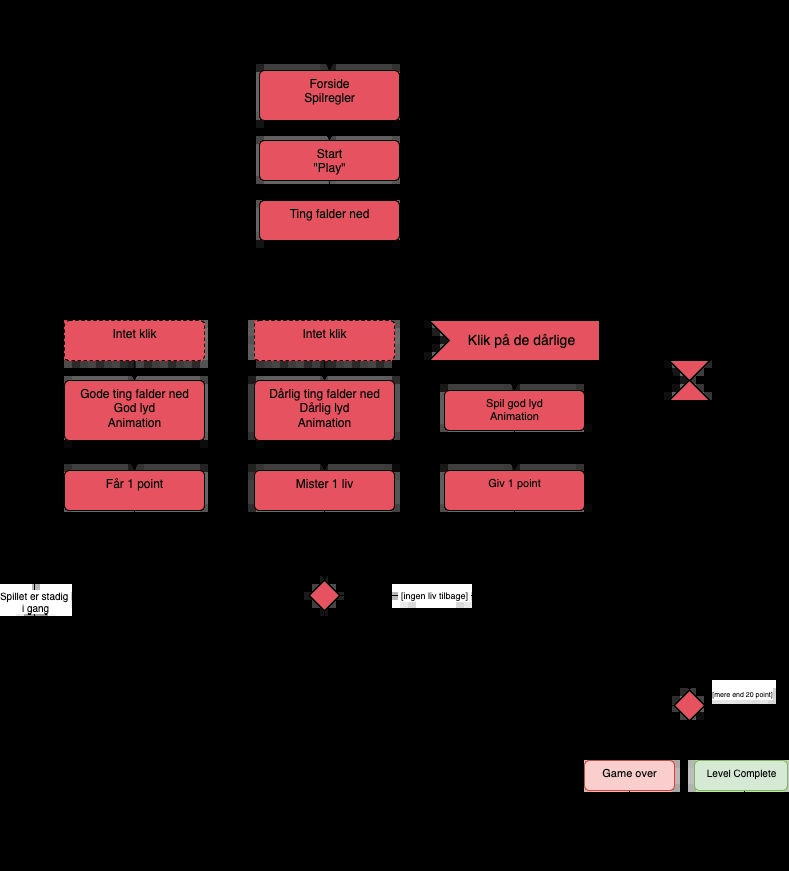 Forside
Spilregler
Start
"Play"
Ting falder ned
Intet klik
Intet klik
Klik på de dårlige
Gode ting falder ned
God lyd
Animation
Dårlig ting falder ned
Dårlig lyd
Animation
Spil god lyd
Animation
Får 1 point
Mister 1 liv
Giv 1 point
Spillet er stadig
i gang
[ingen liv tilbage]
[mere end 20 point]
Game over
Level Complete